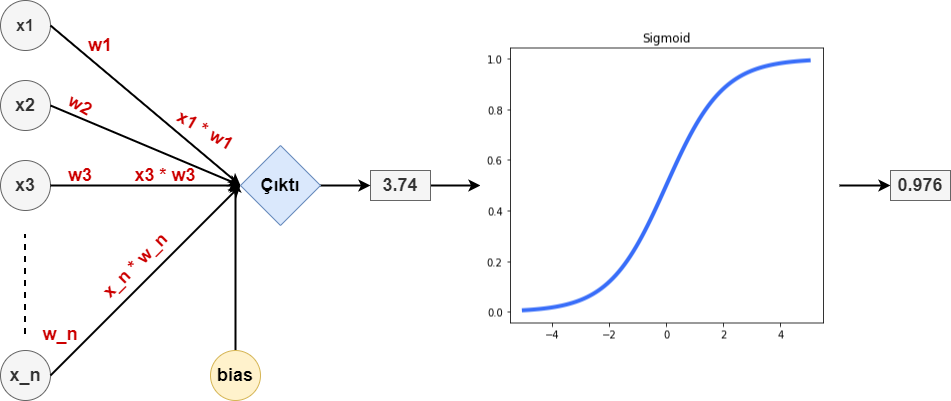 x1
w1
x2
w2
x1 * w1
x3
w3
x3 * w3
Çıktı
3.74
x_n * w_n
w_n
x_n
bias
Sigmoid
1.0
0.8
0.6
0.4
0.2
0.0
−4
−2
0
2
4
0.976